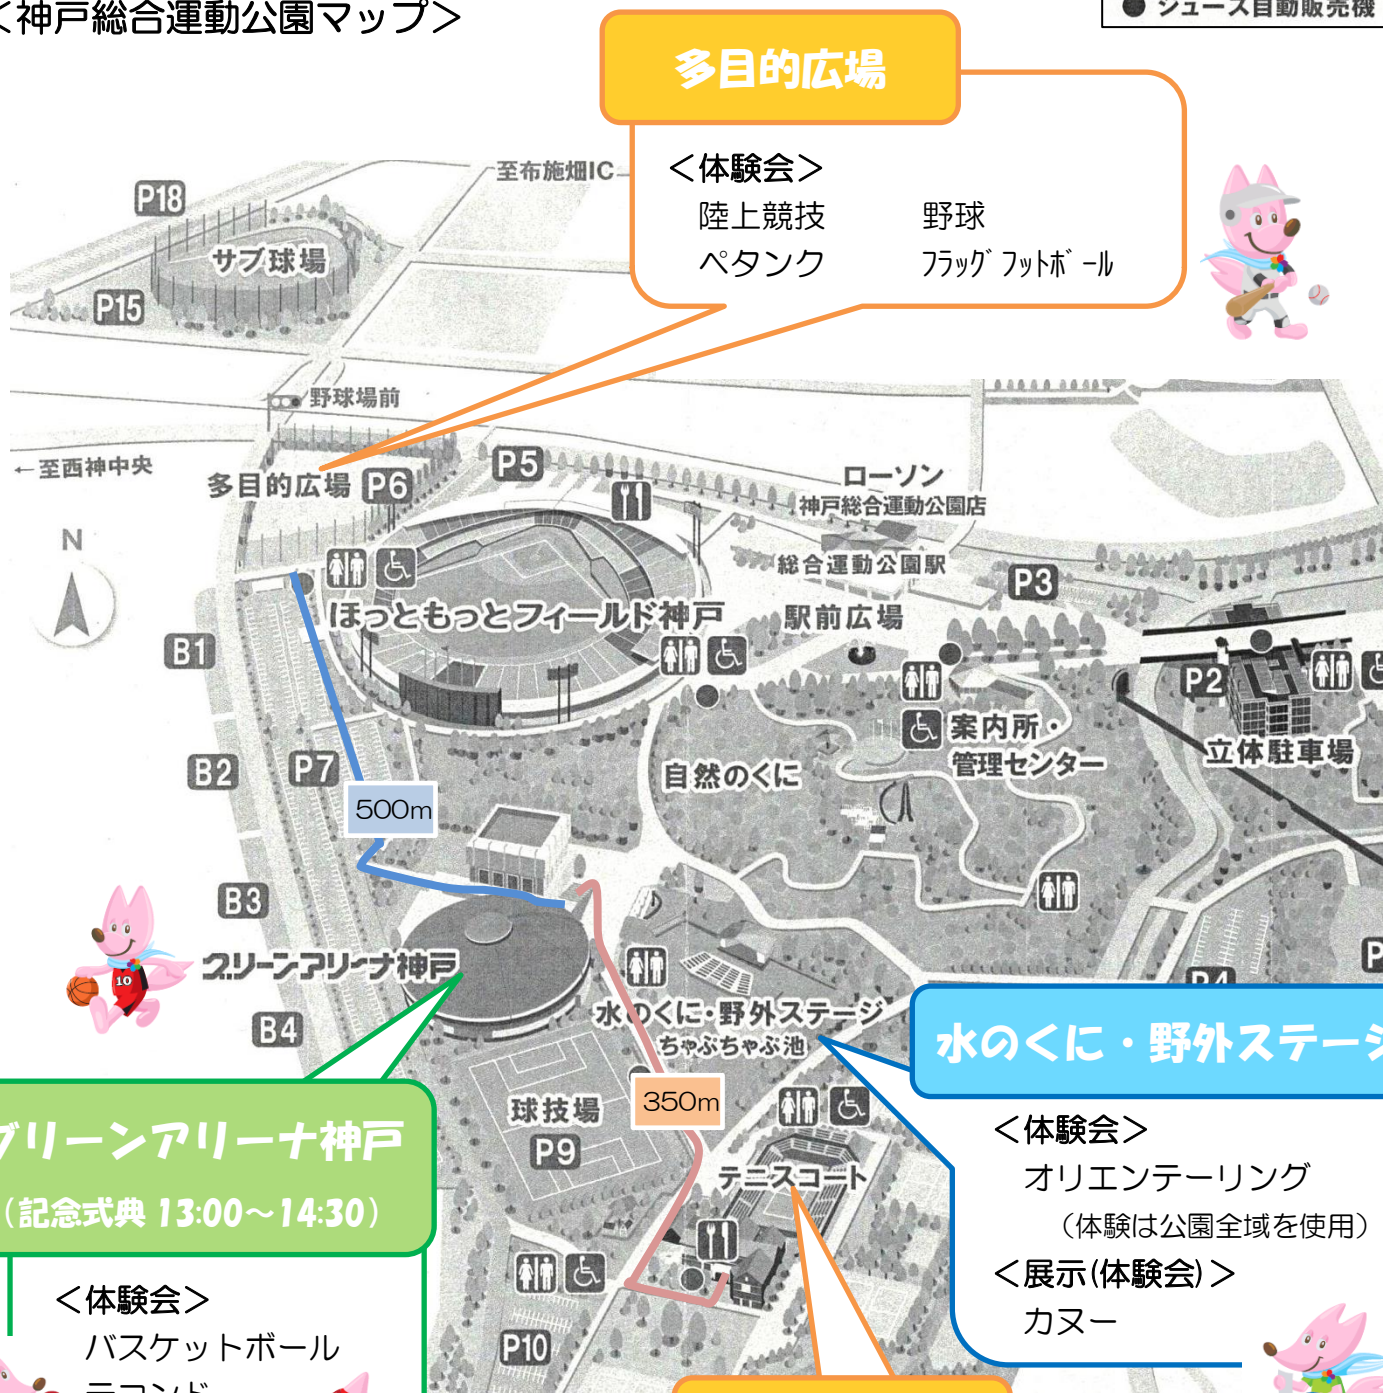 <神戸総合運動公園マップ>
● ジュース自動販売機
多目的広場
<体験会>
陸上競技 野球
ペタンク フラッグフットボール
至布施畑IC
P18
サブ球場
P15
野球場前
←至西神中央
多目的広場 P6
P5
ローソン
神戸総合運動公園店
総合運動公園駅
P3
N
ほっともっとフィールド神戸
駅前広場
B1
P2
案内所・
管理センター
立体駐車場
自然のくに
B2
P7
500m
B3
グリーンアリーナ神戸
10
B4
水のくに・野外ステージ
ちゃぷちゃぷ池
P4
P
水のくに・野外ステージ
350m
球技場
P9
テニスコート
<体験会>
オリエンテーリング
(体験は公園全域を使用)
<展示(体験会)>
カヌー
グリーンアリーナ神戸
(記念式典 13:00〜14:30)
<体験会>
バスケットボール
テコンドー
P10